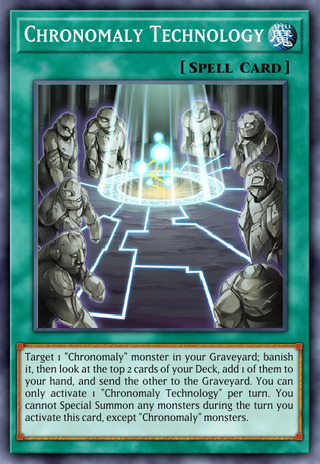 Chronomaly Technology
魔
[Spell Card]
Target 1 "Chronomaly" monster in your Graveyard; banish
it, then look at the top 2 cards of your Deck, add 1 of them to
your hand, and send the other to the Graveyard. You can
only activate 1 "Chronomaly Technology" per turn. You
cannot Special Summon any monsters during the turn you
activate this card, except "Chronomaly" monsters.